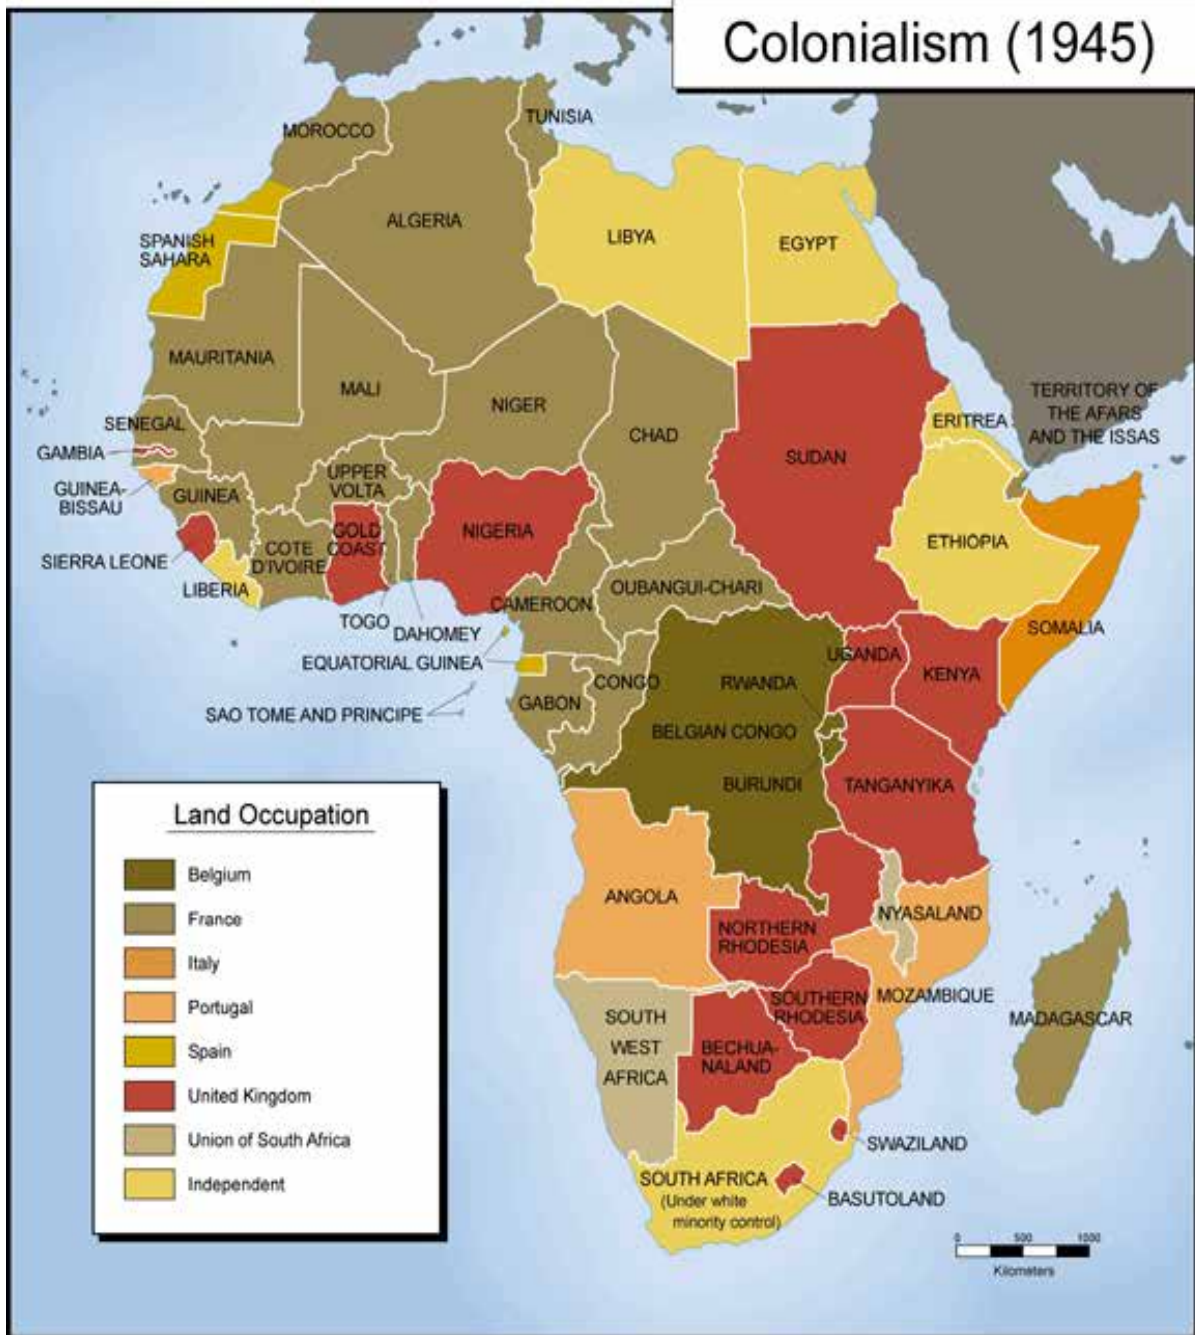 Colonialism (1945)
TUNISIA
MOROCCO
ALGERIA
LIBYA
EGYPT
SPANISH
SAHARA
MAURITANIA
MALI
NIGER
CHAD
SUDAN
ERITREA
TERRITORY OF
THE AFARS
AND THE ISSAS
SENEGAL
GAMBIA
GUINEA-
BISSAU
GUINEA
UPPER
VOLTA
GOLD
COAST
NIGERIA
COTE
D'IVOIRE
SIERRA LEONE
LIBERIA
TOGO
DAHOMEY
CAMEROON
OUBANGUI-CHARI
ETHIOPIA
SOMALIA
EQUATORIAL GUINEA
SAO TOME AND PRINCIPE
GABON
CONGO
UGANDA
KENYA
RWANDA
BELGIAN CONGO
BURUNDI
TANGANYIKA
ANGOLA
NORTHERN
RHODESIA
NYASALAND
MOZAMBIQUE
SOUTHERN
RHODESIA
MADAGASCAR
SOUTH
WEST
AFRICA
BECHUA-
NALAND
SWAZILAND
SOUTH AFRICA
(Under white
minority control)
BASUTOLAND
Land Occupation
Belgium
France
Italy
Portugal
Spain
United Kingdom
Union of South Africa
Independent
0 500 1000
Kilometers